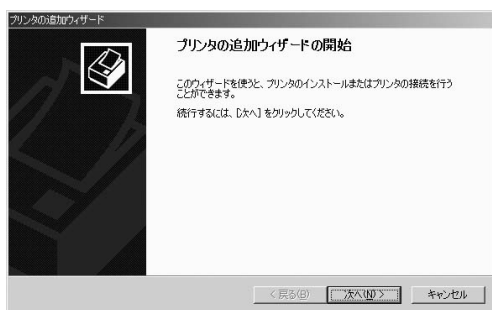 プリンタの追加ウィザード
プリンタの追加ウィザードの開始
このウィザードを使うと、プリンタのインストールまたはプリンタの接続を行う
ことができます。
続行するには、[次へ] をクリックしてください。
< 戻る(B)
次へ(N) >
キャンセル